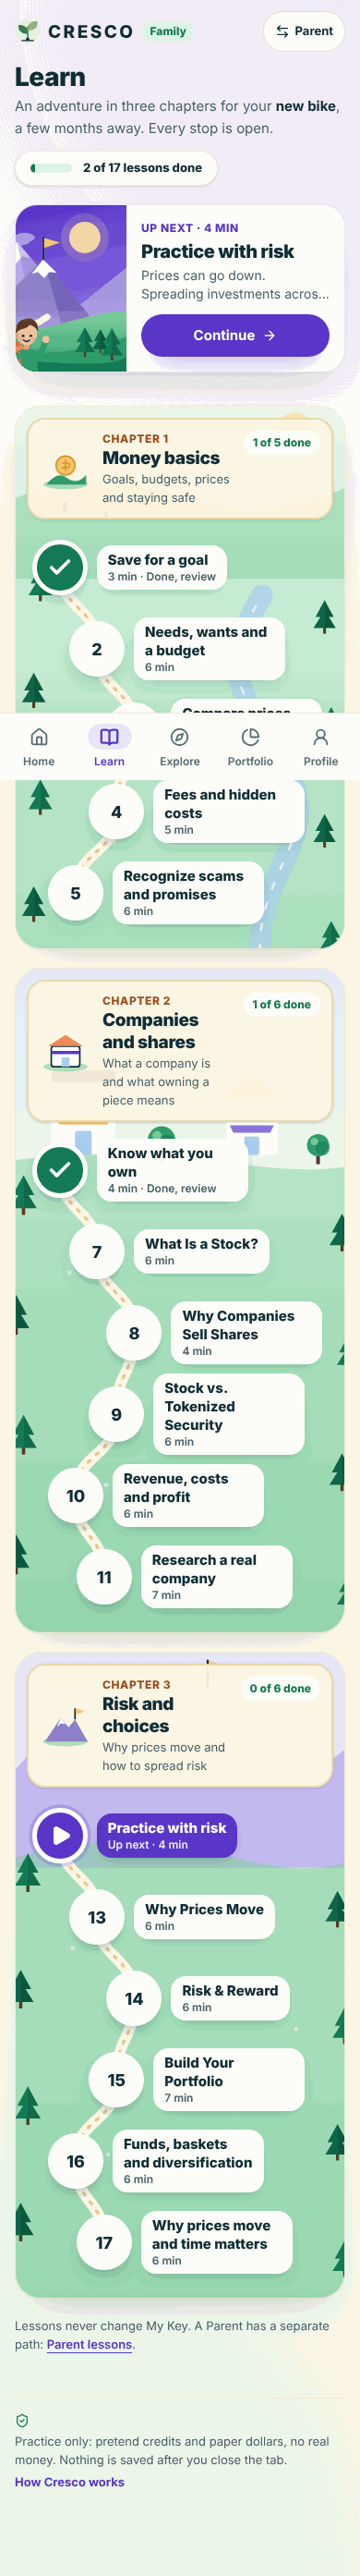 CRESCO Family
Parent
Learn
An adventure in three chapters for your new bike,
a few months away. Every stop is open.
2 of 17 lessons done
UP NEXT · 4 MIN
Practice with risk
Prices can go down.
Spreading investments acros...
Continue →
CHAPTER 1
1 of 5 done
Money basics
Goals, budgets, prices
and staying safe
Save for a goal
3 min · Done, review
2
Needs, wants and
a budget
6 min
Home
Learn
Explore
Portfolio
Profile
4
Fees and hidden
costs
5 min
5
Recognize scams
and promises
6 min
CHAPTER 2
1 of 6 done
Companies
and shares
What a company is
and what owning a
piece means
Know what you
own
4 min · Done, review
7
What Is a Stock?
6 min
8
Why Companies
Sell Shares
4 min
9
Stock vs.
Tokenized
Security
6 min
10
Revenue, costs
and profit
6 min
11
Research a real
company
7 min
CHAPTER 3
0 of 6 done
Risk and
choices
Why prices move and
how to spread risk
Practice with risk
Up next · 4 min
13
Why Prices Move
6 min
14
Risk & Reward
6 min
15
Build Your
Portfolio
7 min
16
Funds, baskets
and diversification
6 min
17
Why prices move
and time matters
6 min
Lessons never change My Key. A Parent has a separate
path: Parent lessons.
Practice only: pretend credits and paper dollars, no real
money. Nothing is saved after you close the tab.
How Cresco works